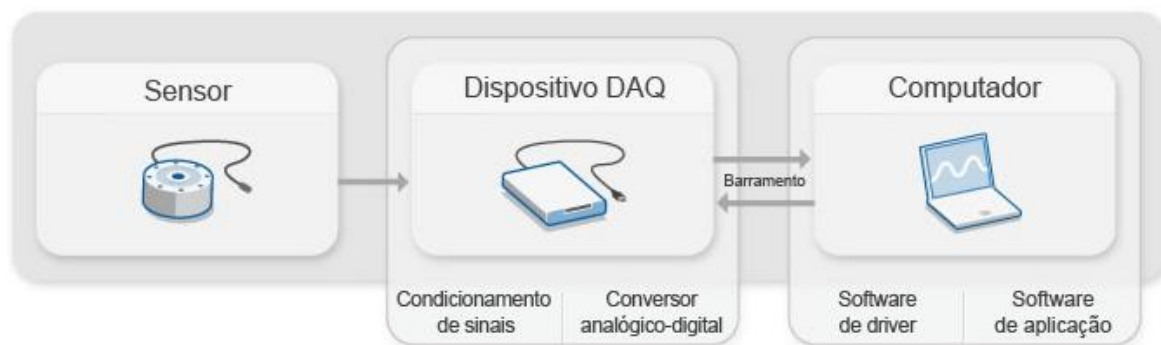 Sensor
Dispositivo DAQ
Computador
Barramento
Condicionamento
de sinais
Conversor
analógico-digital
Software
de driver
Software
de aplicação